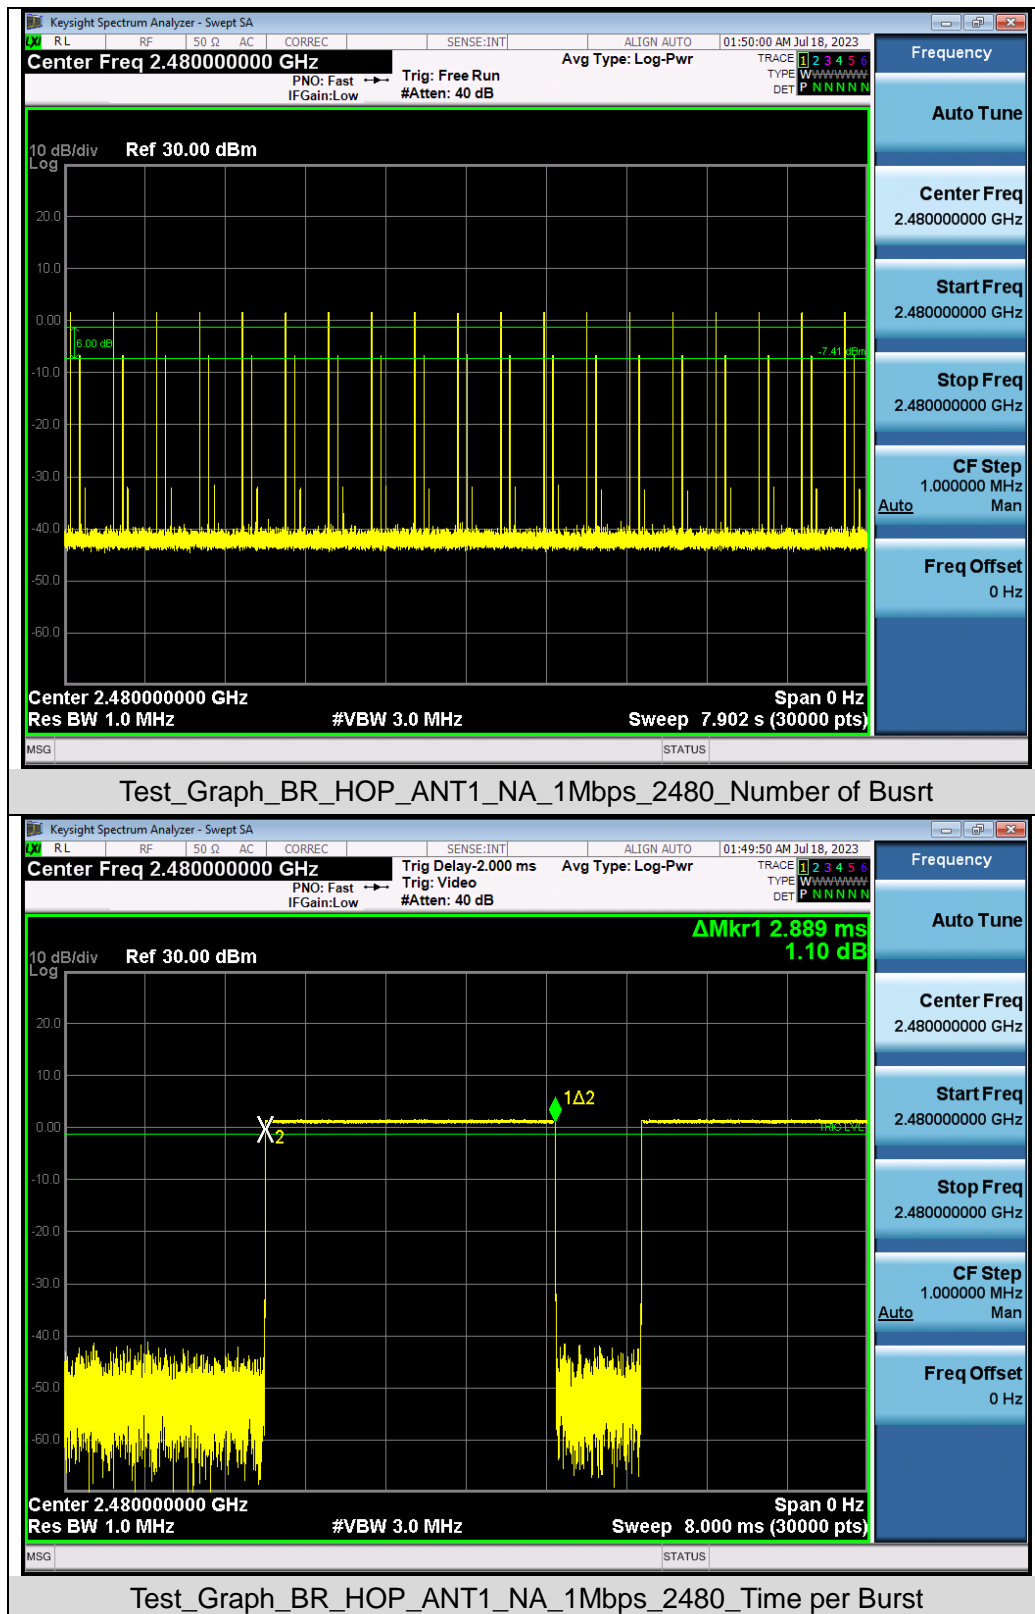 Keysight Spectrum Analyzer - Swept SA
LXI RL RF 50 Ω AC CORREC SENSE:INT ALIGN AUTO 01:50:00 AM Jul 18, 2023
Center Freq 2.480000000 GHz
PNO: Fast
IFGain:Low
Trig: Free Run
#Atten: 40 dB
Avg Type: Log-Pwr
TRACE 1 2 3 4 5 6
TYPE WWWWWW
DET P N N N N N
Frequency
Auto Tune
Center Freq
2.480000000 GHz
Start Freq
2.480000000 GHz
Stop Freq
2.480000000 GHz
CF Step
1.000000 MHz
Auto Man
Freq Offset
0 Hz
10 dB/div Ref 30.00 dBm
Log
20.0
10.0
0.00
6.00 dB
-7.41 dBm
-10.0
-20.0
-30.0
-40.0
-50.0
-60.0
Center 2.480000000 GHz Span 0 Hz
Res BW 1.0 MHz #VBW 3.0 MHz Sweep 7.902 s (30000 pts)
MSG STATUS
Test_Graph_BR_HOP_ANT1_NA_1Mbps_2480_Number of Busrt
Keysight Spectrum Analyzer - Swept SA
LXI RL RF 50 Ω AC CORREC SENSE:INT ALIGN AUTO 01:49:50 AM Jul 18, 2023
Center Freq 2.480000000 GHz
PNO: Fast
IFGain:Low
Trig Delay-2.000 ms
Trig: Video
#Atten: 40 dB
Avg Type: Log-Pwr
TRACE 1 2 3 4 5 6
TYPE WWWWWW
DET P N N N N N
Frequency
Auto Tune
Center Freq
2.480000000 GHz
Start Freq
2.480000000 GHz
Stop Freq
2.480000000 GHz
CF Step
1.000000 MHz
Auto Man
Freq Offset
0 Hz
ΔMkr1 2.889 ms
1.10 dB
10 dB/div Ref 30.00 dBm
Log
20.0
10.0
1Δ2
0.00
2
TRIG LVL
-10.0
-20.0
-30.0
-40.0
-50.0
-60.0
Center 2.480000000 GHz Span 0 Hz
Res BW 1.0 MHz #VBW 3.0 MHz Sweep 8.000 ms (30000 pts)
MSG STATUS
Test_Graph_BR_HOP_ANT1_NA_1Mbps_2480_Time per Burst